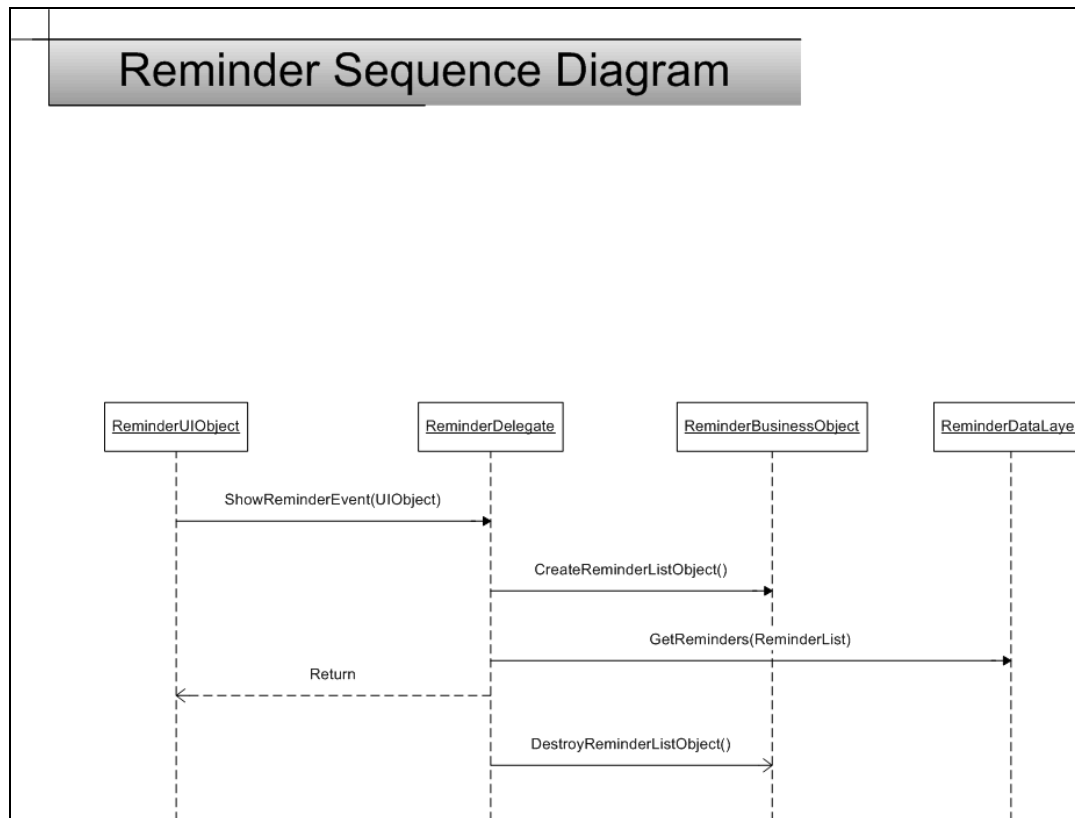 Reminder Sequence Diagram
ReminderUIObject
ReminderDelegate
ReminderBusinessObject
ReminderDataLaye
ShowReminderEvent(UIObject)
CreateReminderListObject()
GetReminders(ReminderList)
Return
DestroyReminderListObject()